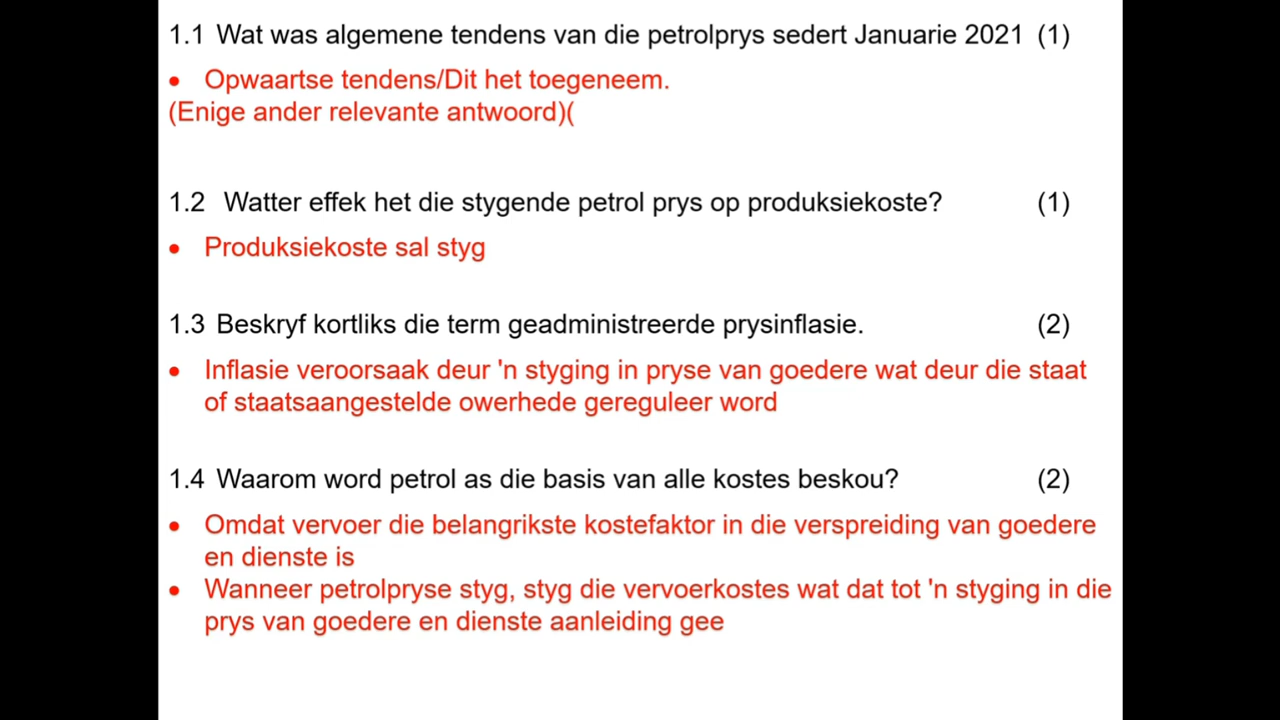 1.1 Wat was algemene tendens van die petrolprys sedert Januarie 2021 (1)
• Opwaartse tendens/Dit het toegeneem.
(Enige ander relevante antwoord)(
1.2 Watter effek het die stygende petrol prys op produksiekoste? (1)
• Produksiekoste sal styg
1.3 Beskryf kortliks die term geadministreerde prysinflasie. (2)
• Inflasie veroorsaak deur 'n styging in pryse van goedere wat deur die staat
of staatsaangestelde owerhede gereguleer word
1.4 Waarom word petrol as die basis van alle kostes beskou? (2)
• Omdat vervoer die belangrikste kostefaktor in die verspreiding van goedere
en dienste is
• Wanneer petrolpryse styg, styg die vervoerkostes wat dat tot 'n styging in die
prys van goedere en dienste aanleiding gee